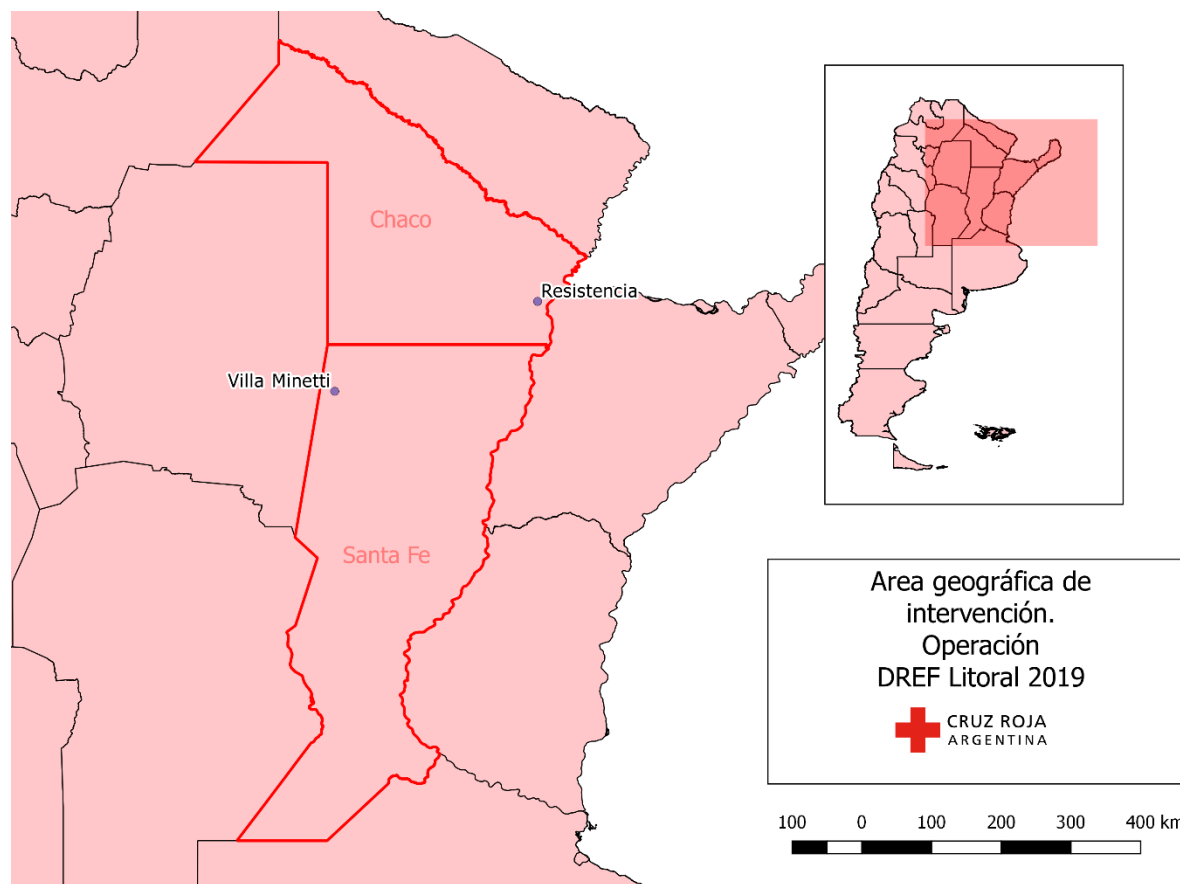 Chaco
Resistencia
Villa Minetti
Santa Fe
Area geográfica de
intervención.
Operación
DREF Litoral 2019
CRUZ ROJA
ARGENTINA
100 0 100 200 300 400 km